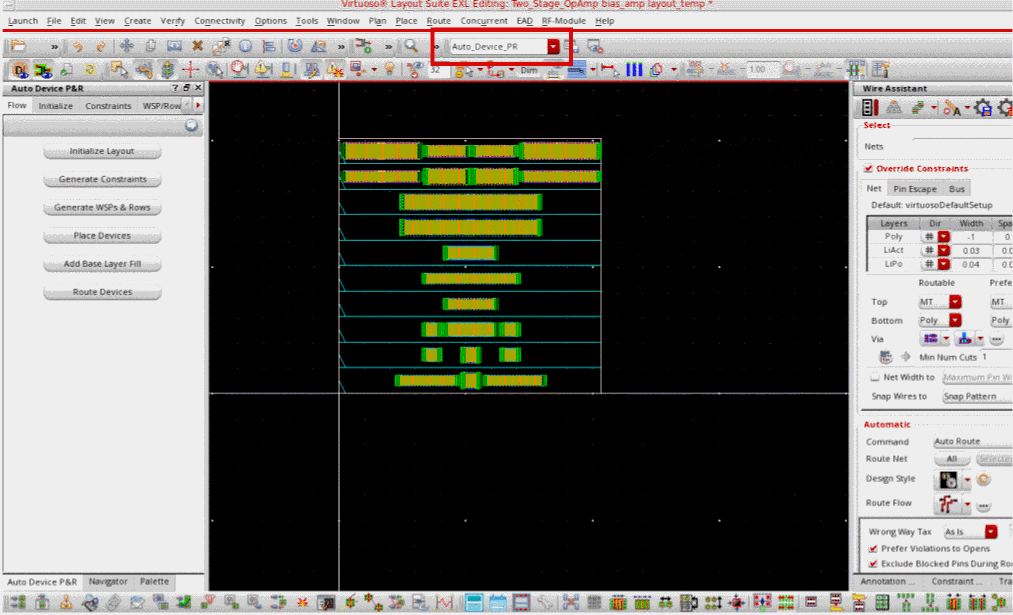 Virtuoso® Layout Suite EXL Editing: Two_Stage_OpAmp bias_amp layout_temp *
Launch File Edit View Create Verify Connectivity Options Tools Window Plan Place Route Concurrent EAD RF-Module Help
» » » » Auto_Device_PR
32 Dim 1.00
Auto Device P&R ? Wire Assistant
Flow Initialize Constraints WSP/Row
Select
Nets
Initialize Layout
Override Constraints
Generate Constraints
Net Pin Escape Bus
Default: virtuosoDefaultSetup
Generate WSPs & Rows
Layers Dir Width Spa
Place Devices
Poly # -1 0
LiAct # 0.03 0.0
Add Base Layer Fill
LiPo # 0.04 0.0
Routable Prefe
Route Devices
Top MT MT
Bottom Poly Poly
Via
Min Num Cuts 1
Net Width to Maximum Pin W
Snap Wires to Snap Pattern
Automatic
Command Auto Route
Route Net All Selected
Design Style
Route Flow
Wrong Way Tax As Is
Prefer Violations to Opens
Exclude Blocked Pins During Ro
Auto Device P&R Navigator Palette Annotation ... Constraint ... Tra